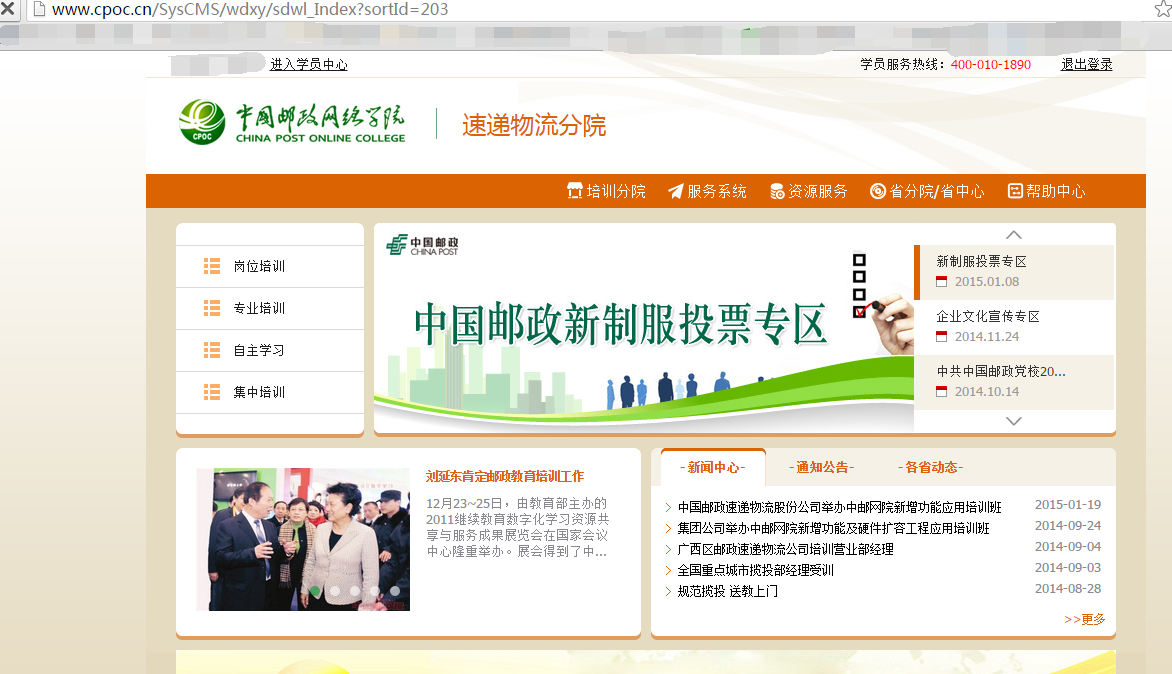 www.cpoc.cn/SysCMS/wdxy/sdwl_Index?sortId=203
进入学员中心
学员服务热线：400-010-1890
退出登录
CPOC
中国邮政网络学院
CHINA POST ONLINE COLLEGE
速递物流分院
培训分院
服务系统
资源服务
省分院/省中心
帮助中心
岗位培训
专业培训
自主学习
集中培训
中国邮政
CHINA POST
中国邮政新制服投票专区
新制服投票专区
2015.01.08
企业文化宣传专区
2014.11.24
中共中国邮政党校20...
2014.10.14
刘延东肯定邮政教育培训工作
12月23~25日，由教育部主办的
2011继续教育数字化学习资源共
享与服务成果展览会在国家会议
中心隆重举办。展会得到了中...
-新闻中心-
-通知公告-
-各省动态-
中国邮政速递物流股份公司举办中邮网院新增功能应用培训班 2015-01-19
集团公司举办中邮网院新增功能及硬件扩容工程应用培训班 2014-09-24
广西区邮政速递物流公司培训营业部经理 2014-09-04
全国重点城市揽投部经理受训 2014-09-03
规范揽投 送教上门 2014-08-28
>>更多